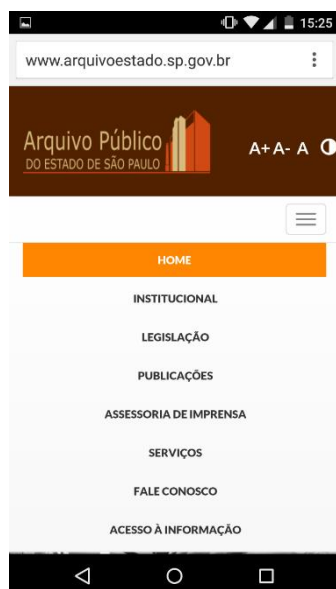 15:25
www.arquivoestado.sp.gov.br
Arquivo Público
DO ESTADO DE SÃO PAULO
A+ A- A
HOME
INSTITUCIONAL
LEGISLAÇÃO
PUBLICAÇÕES
ASSESSORIA DE IMPRENSA
SERVIÇOS
FALE CONOSCO
ACESSO À INFORMAÇÃO